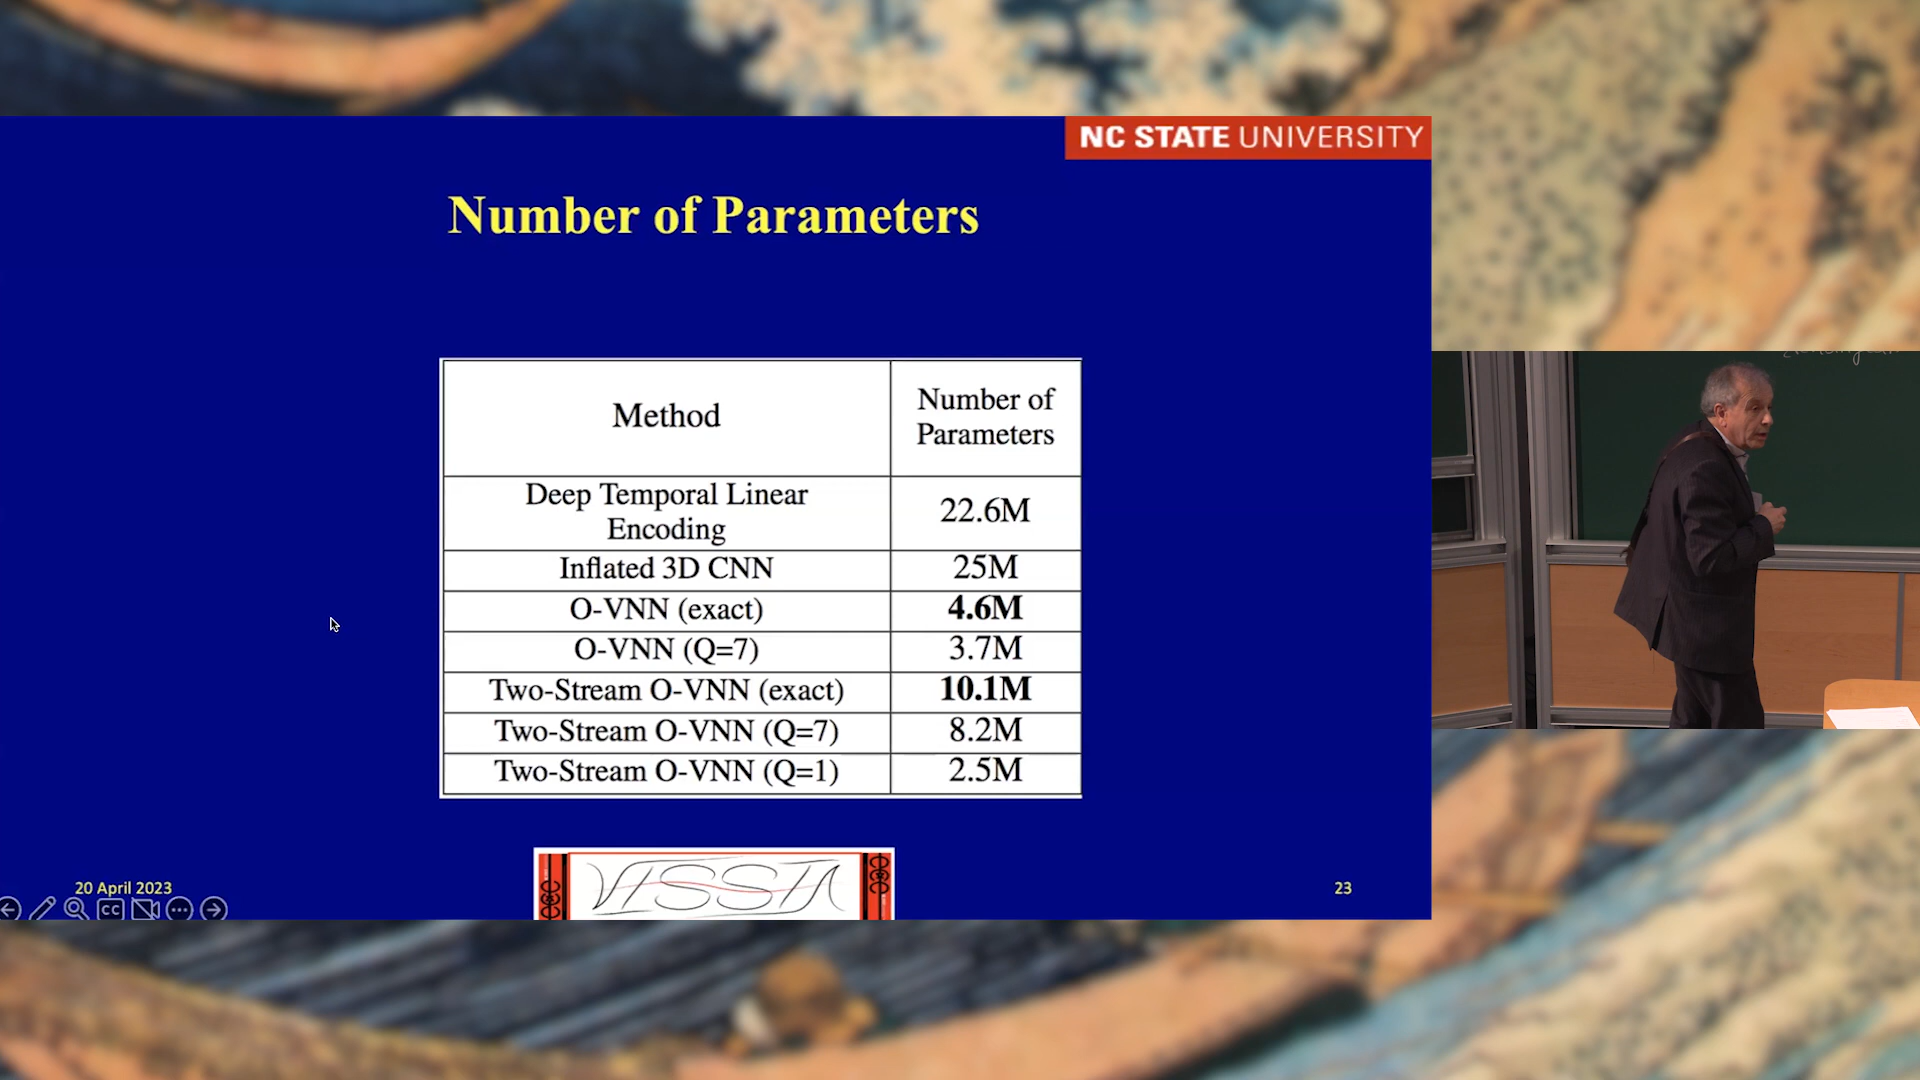 NC STATE UNIVERSITY
Number of Parameters
Method
Number of
Parameters
Deep Temporal Linear
Encoding
22.6M
Inflated 3D CNN
25M
O-VNN (exact)
4.6M
O-VNN (Q=7)
3.7M
Two-Stream O-VNN (exact)
10.1M
Two-Stream O-VNN (Q=7)
8.2M
Two-Stream O-VNN (Q=1)
2.5M
VISSTA
20 April 2023
23
CC